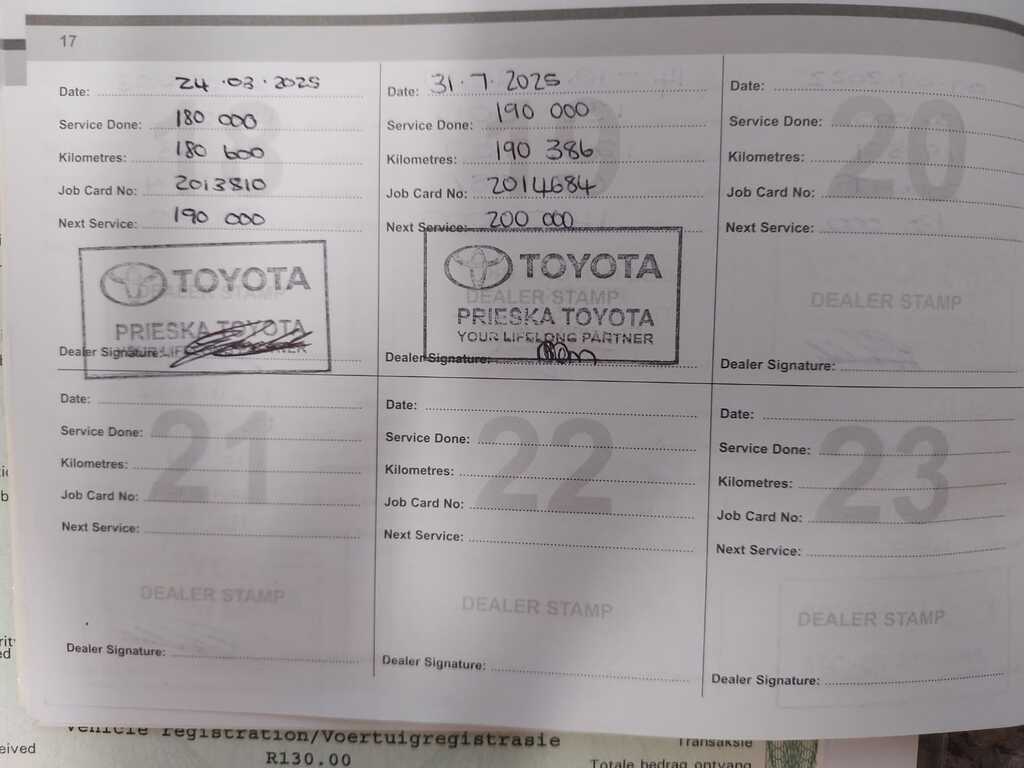 17
Date: 24.03.2025
Service Done: 180 000
Kilometres: 180 600
Job Card No: 2013810
Next Service: 190 000
TOYOTA
DEALER STAMP
PRIESKA TOYOTA
Dealer Signature:
Date: 31.7.2025
Service Done: 190 000
Kilometres: 190 386
Job Card No: 2014684
Next Service: 200 000
TOYOTA
DEALER STAMP
PRIESKA TOYOTA
YOUR LIFELONG PARTNER
Dealer Signature:
20
Date:
Service Done:
Kilometres:
Job Card No:
Next Service:
DEALER STAMP
Dealer Signature:
21
Date:
Service Done:
Kilometres:
Job Card No:
Next Service:
DEALER STAMP
Dealer Signature:
22
Date:
Service Done:
Kilometres:
Job Card No:
Next Service:
DEALER STAMP
Dealer Signature:
23
Date:
Service Done:
Kilometres:
Job Card No:
Next Service:
DEALER STAMP
Dealer Signature:
Vehicle registration/Voertuigregistrasie
R130.00
Transaksie
Totale bedrag ontvang